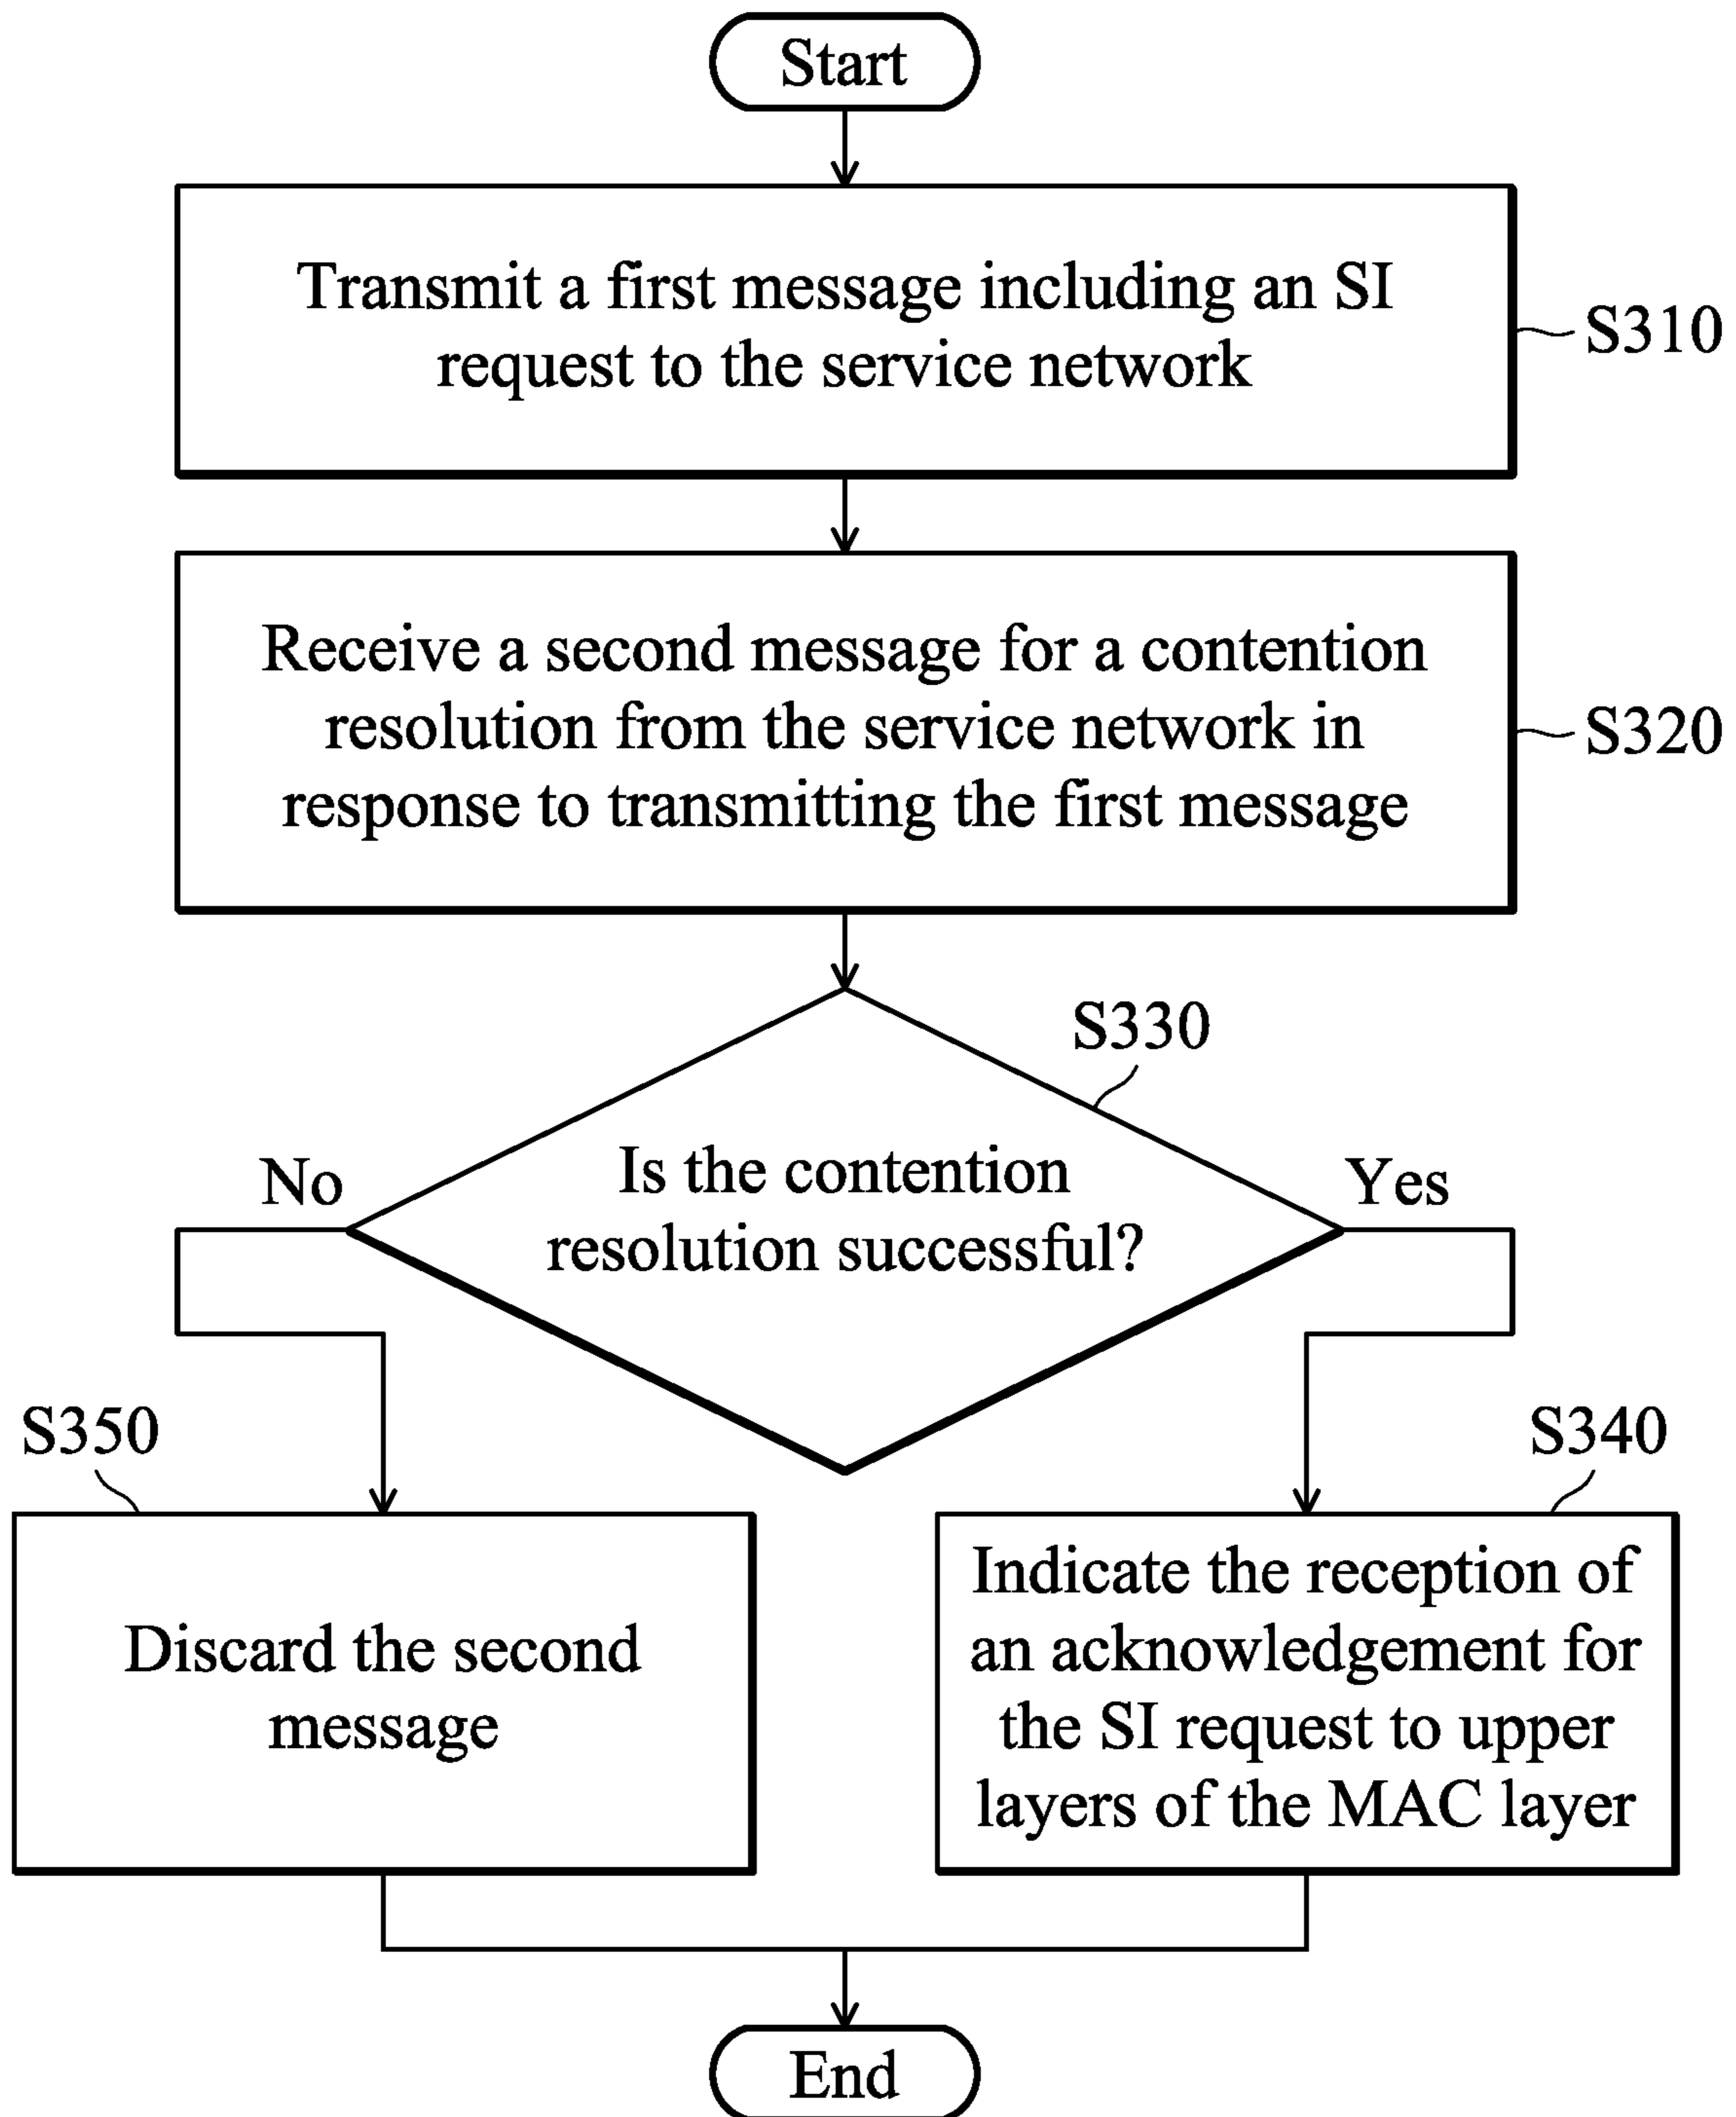 Start
Transmit a first message including an SI
request to the service network
S310
Receive a second message for a contention
resolution from the service network in
response to transmitting the first message
S320
S330
Is the contention
resolution successful?
No
Yes
S350
Discard the second
message
S340
Indicate the reception of
an acknowledgement for
the SI request to upper
layers of the MAC layer
End